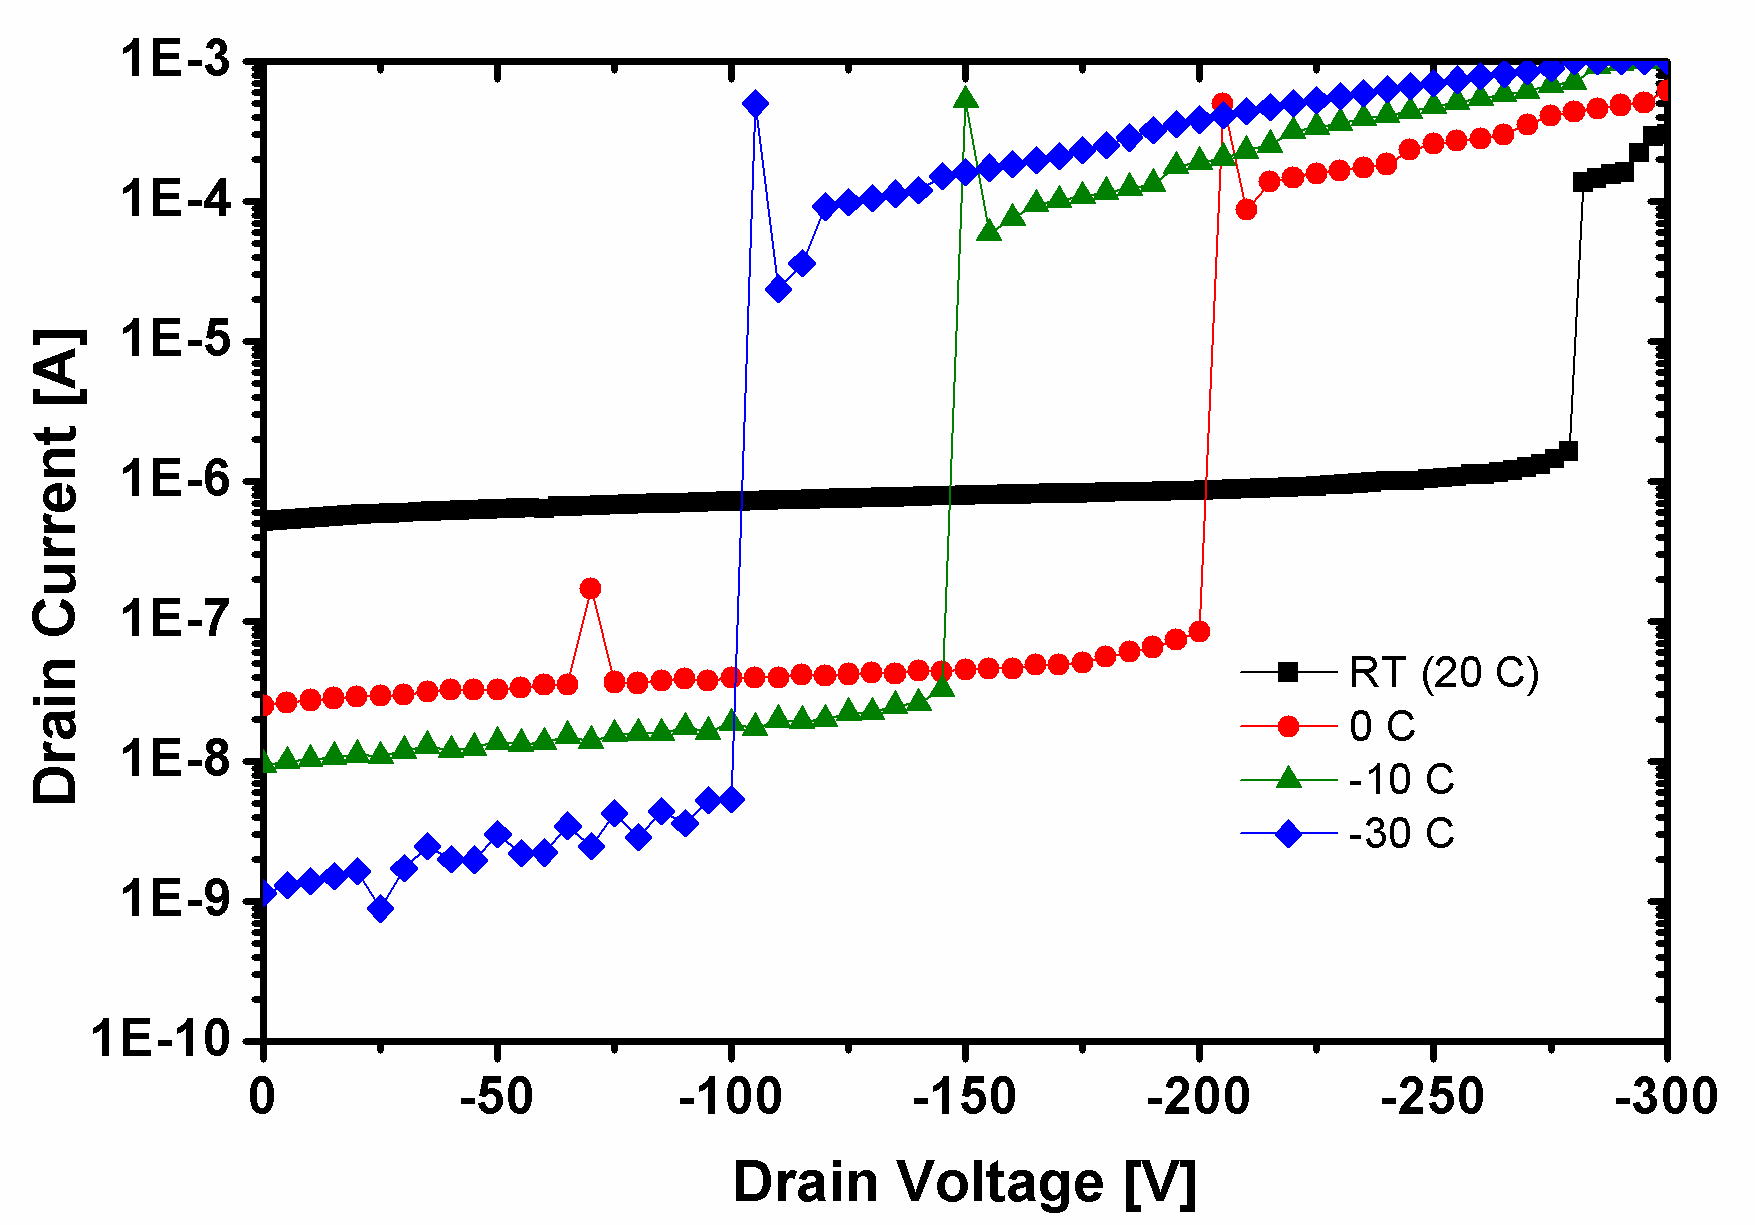 1E-3
1E-4
1E-5
1E-6
1E-7
1E-8
1E-9
1E-10
Drain Current [A]
RT (20 C)
0 C
-10 C
-30 C
0 -50 -100 -150 -200 -250 -300
Drain Voltage [V]